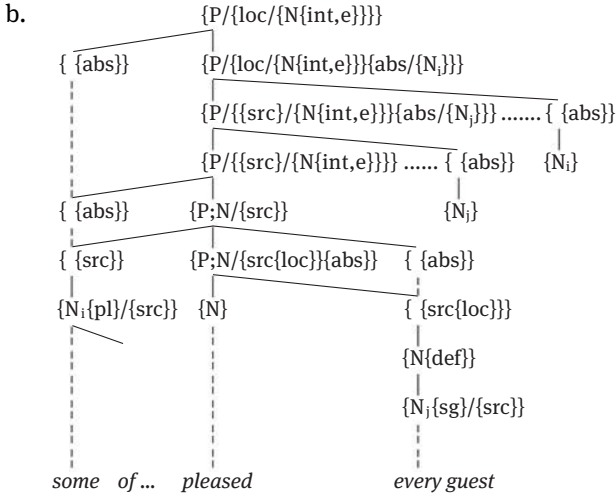 b. {P/{loc/{N{int,e}}}}
{ {abs}} {P/{loc/{N{int,e}}}{abs/{Nᵢ}}}
{P/{{src}/{N{int,e}}}{abs/{Nⱼ}}} ....... { {abs}}
{P/{{src}/{N{int,e}}}} ...... { {abs}} {Nᵢ}
{ {abs}} {P;N/{src}} {Nⱼ}
{ {src}} {P;N/{src{loc}}{abs}} { {abs}}
{Nᵢ{pl}/{src}} {N} { {src{loc}}}
{N{def}}
{Nⱼ{sg}/{src}}
some of ... pleased every guest